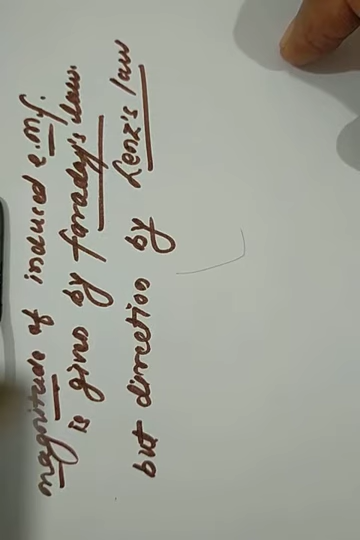 magnitude of induced e.m.f
is given by faraday's law.
but direction by Lenz's law